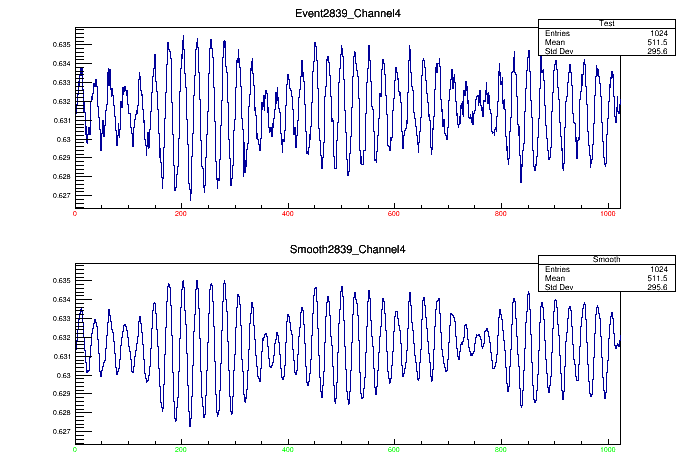 Event2839_Channel4
Test
Entries 1024
Mean 511.5
Std Dev 295.6
0.635
0.634
0.633
0.632
0.631
0.63
0.629
0.628
0.627
0 200 400 600 800 1000
Smooth2839_Channel4
Smooth
Entries 1024
Mean 511.5
Std Dev 295.6
0.635
0.634
0.633
0.632
0.631
0.63
0.629
0.628
0.627
0 200 400 600 800 1000